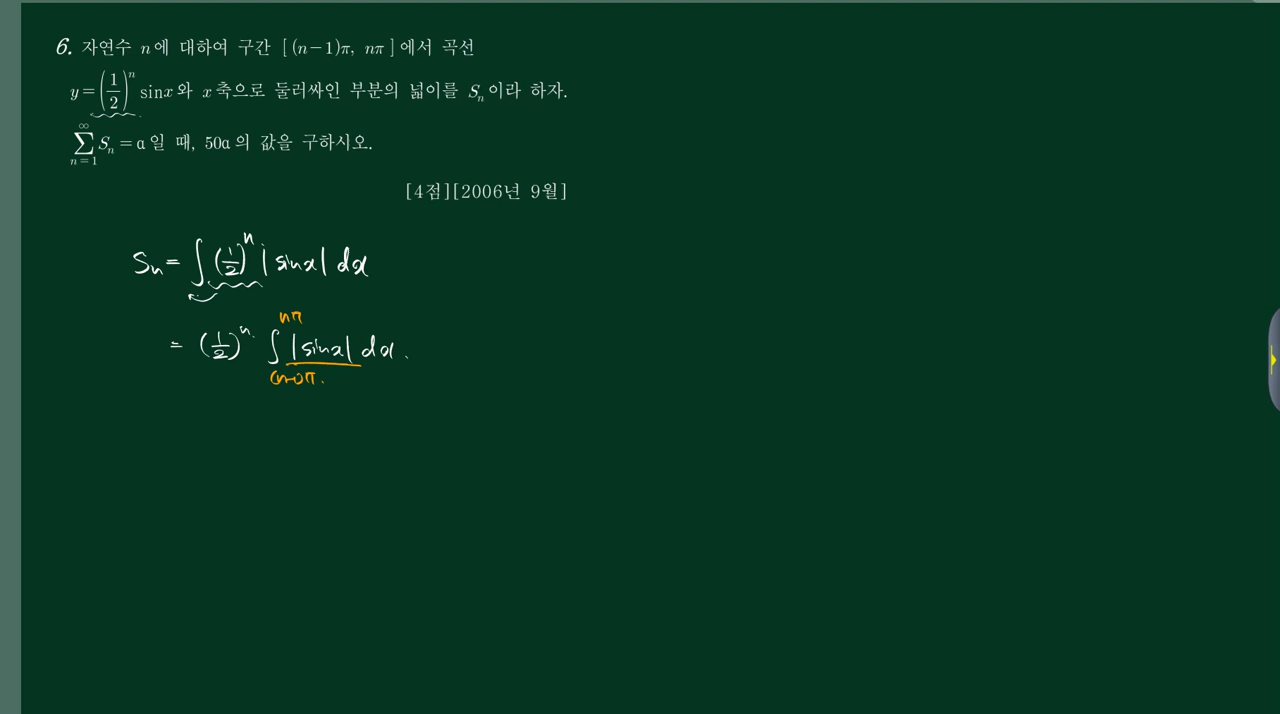 6. 자연수 n에 대하여 구간 [(n-1)π, nπ]에서 곡선
y=(1/2)^n sinx와 x축으로 둘러싸인 부분의 넓이를 S_n이라 하자.
∑_{n=1}^{∞} S_n = α일 때, 50α의 값을 구하시오.
[4점][2006년 9월]
S_n = ∫ (1/2)^n |sinx| dx
= (1/2)^n ∫_{(n-1)π}^{nπ} |sinx| dx.